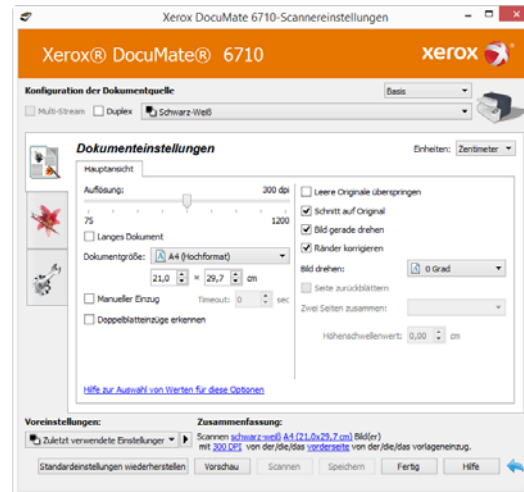 Xerox DocuMate 6710-Scannereinstellungen
Xerox® DocuMate® 6710
xerox
Konfiguration der Dokumentquelle
Basis
Multi-Stream Duplex Schwarz-Weiß
Dokumenteinstellungen
Einheiten: Zentimeter
Hauptansicht
Auflösung: 300 dpi
75 1200
Langes Dokument
Dokumentgröße: A4 (Hochformat)
21,0 × 29,7 cm
Manueller Einzug Timeout: 0 sec
Doppelblatteinzüge erkennen
Hilfe zur Auswahl von Werten für diese Optionen
Leere Originale überspringen
Schnitt auf Original
Bild gerade drehen
Ränder korrigieren
Bild drehen: 0 Grad
Seite zurückblättern
Zwei Seiten zusammen:
Höhenschwellenwert: 0,00 cm
Voreinstellungen:
Zuletzt verwendete Einstellunger
Zusammenfassung:
Scannen schwarz-weiß A4 (21,0x29,7 cm) Bild(er)
mit 300 DPI von der/die/das vorderseite von der/die/das vorlageneinzug.
Standardeinstellungen wiederherstellen Vorschau Scannen Speichern Fertig Hilfe